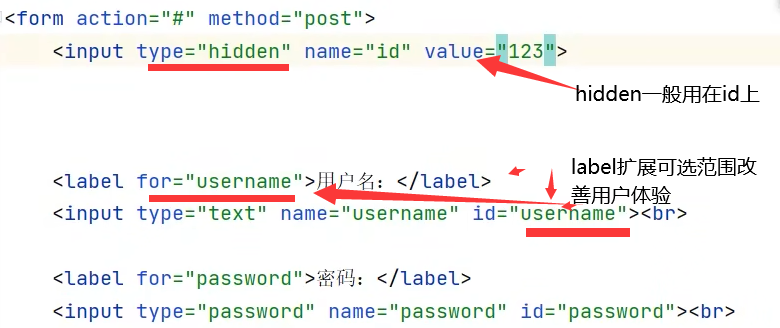 <form action="#" method="post">
<input type="hidden" name="id" value="123">
hidden一般用在id上
<label for="username">用户名：</label>
label扩展可选范围改
善用户体验
<input type="text" name="username" id="username"><br>
<label for="password">密码：</label>
<input type="password" name="password" id="password"><br>